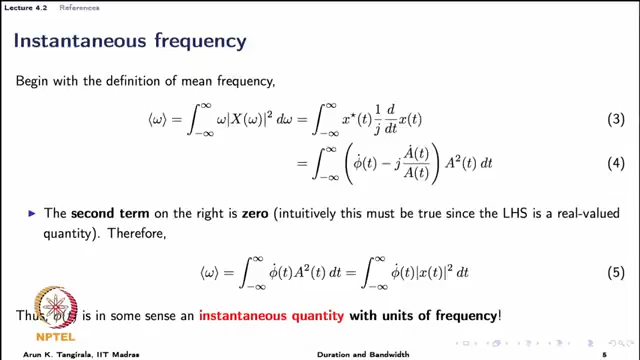 Lecture 4.2 References
Instantaneous frequency
Begin with the definition of mean frequency,
⟨ω⟩ = ∫_{-∞}^{∞} ω|X(ω)|² dω = ∫_{-∞}^{∞} x⋆(t) 1/j d/dt x(t) (3)
= ∫_{-∞}^{∞} (φ̇(t) − j Ȧ(t)/A(t)) A²(t) dt (4)
▶ The second term on the right is zero (intuitively this must be true since the LHS is a real-valued
quantity). Therefore,
⟨ω⟩ = ∫_{-∞}^{∞} φ̇(t)A²(t) dt = ∫_{-∞}^{∞} φ̇(t)|x(t)|² dt (5)
Thus, is in some sense an instantaneous quantity with units of frequency!
NPTEL
Arun K. Tangirala, IIT Madras Duration and Bandwidth 5